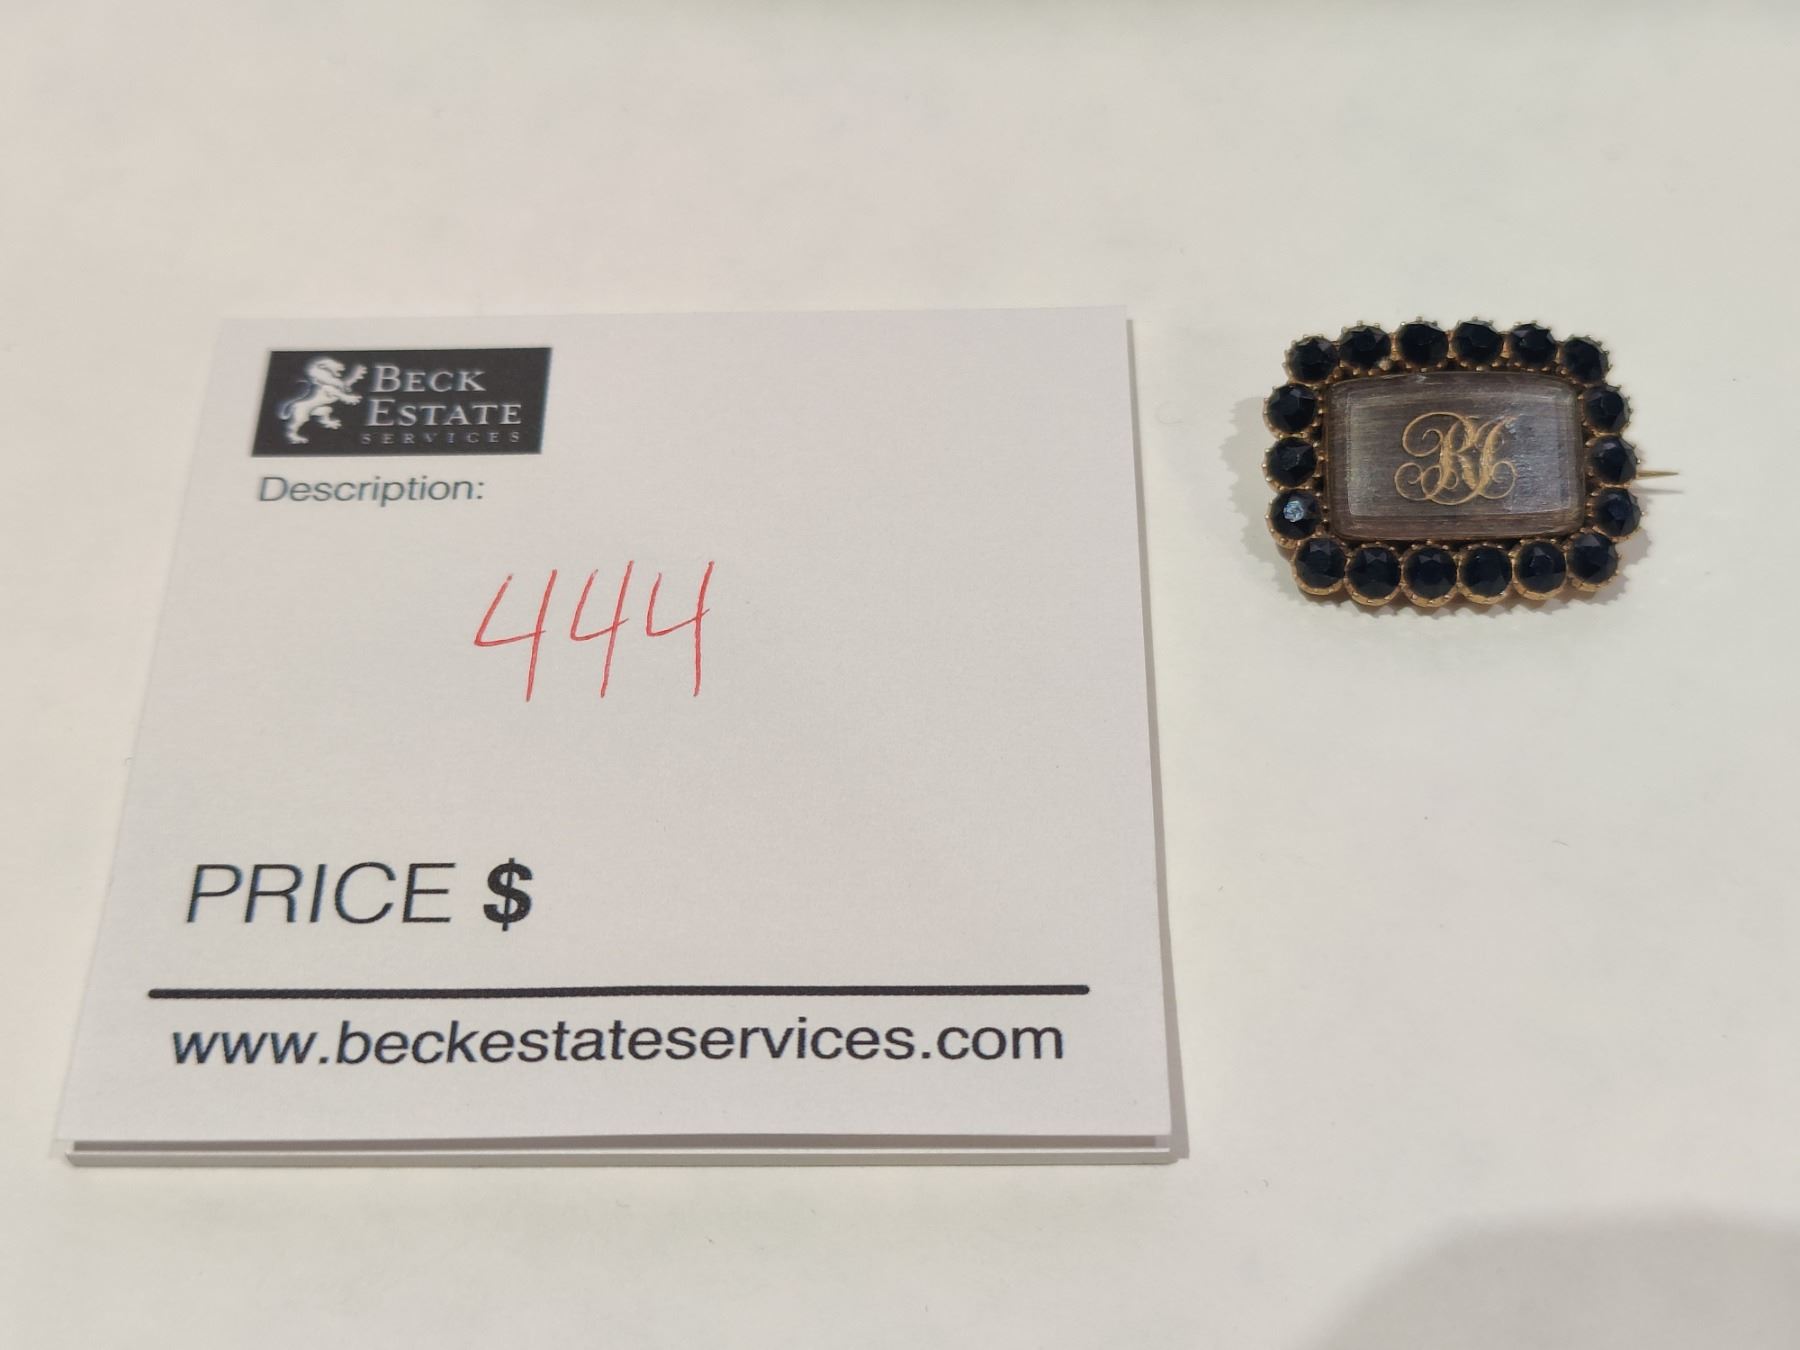 BECK
ESTATE
SERVICES
Description:
444
PRICE $
www.beckestateservices.com